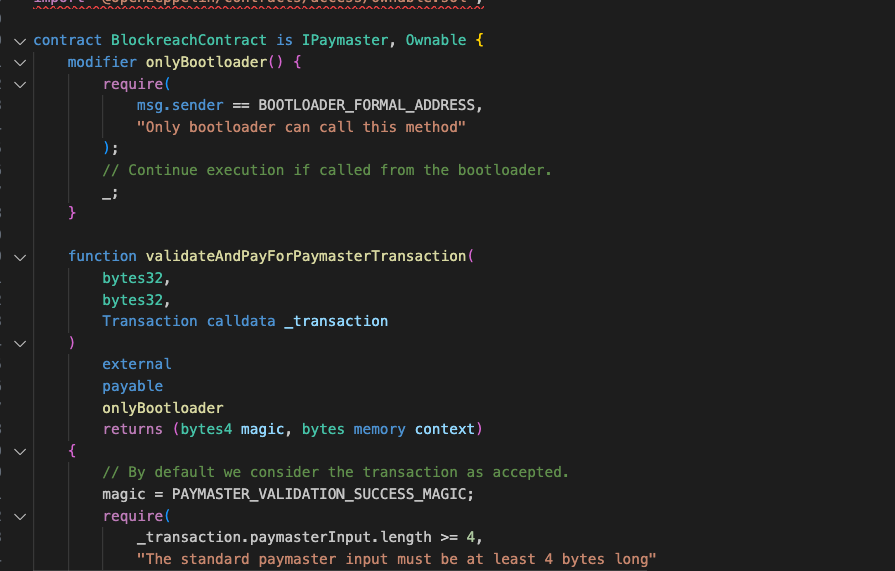 import "@openzeppelin/contracts/access/Ownable.sol";
contract BlockreachContract is IPaymaster, Ownable {
    modifier onlyBootloader() {
        require(
            msg.sender == BOOTLOADER_FORMAL_ADDRESS,
            "Only bootloader can call this method"
        );
        // Continue execution if called from the bootloader.
        _;
    }
    function validateAndPayForPaymasterTransaction(
        bytes32,
        bytes32,
        Transaction calldata _transaction
    )
        external
        payable
        onlyBootloader
        returns (bytes4 magic, bytes memory context)
    {
        // By default we consider the transaction as accepted.
        magic = PAYMASTER_VALIDATION_SUCCESS_MAGIC;
        require(
            _transaction.paymasterInput.length >= 4,
            "The standard paymaster input must be at least 4 bytes long"